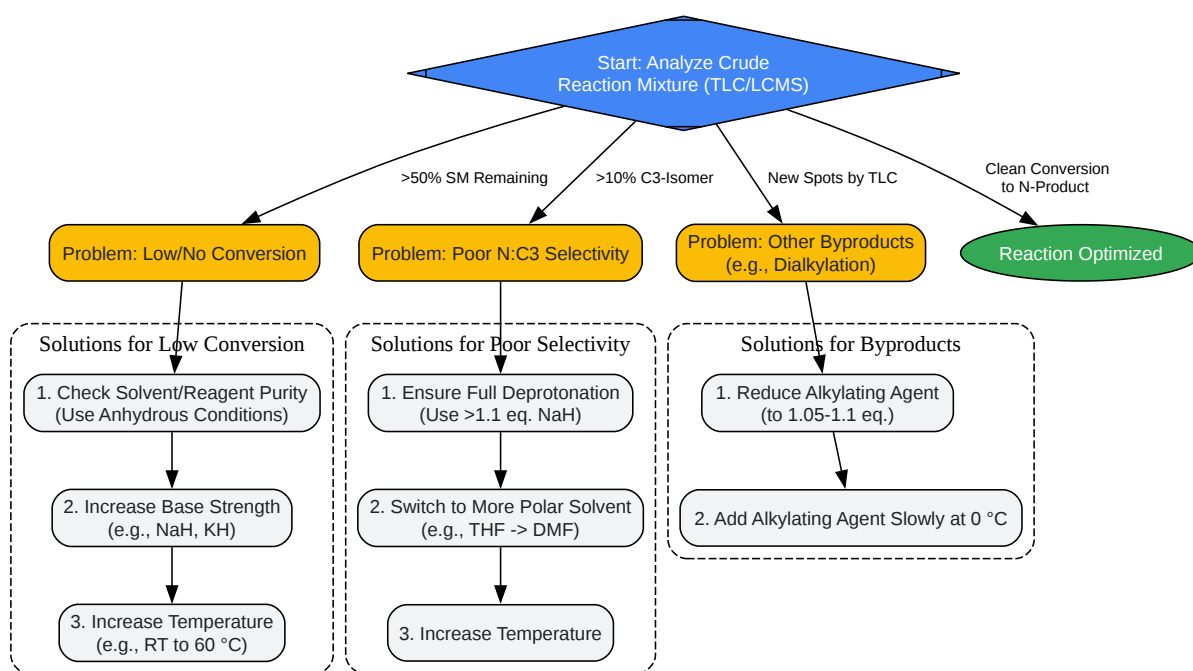 Start: Analyze Crude
Reaction Mixture (TLC/LCMS)
>50% SM Remaining
>10% C3-Isomer
New Spots by TLC
Clean Conversion
to N-Product
Problem: Low/No Conversion
Problem: Poor N:C3 Selectivity
Problem: Other Byproducts
(e.g., Dialkylation)
Reaction Optimized
Solutions for Low Conversion
1. Check Solvent/Reagent Purity
(Use Anhydrous Conditions)
2. Increase Base Strength
(e.g., NaH, KH)
3. Increase Temperature
(e.g., RT to 60 °C)
Solutions for Poor Selectivity
1. Ensure Full Deprotonation
(Use >1.1 eq. NaH)
2. Switch to More Polar Solvent
(e.g., THF -> DMF)
3. Increase Temperature
Solutions for Byproducts
1. Reduce Alkylating Agent
(to 1.05-1.1 eq.)
2. Add Alkylating Agent Slowly at 0 °C